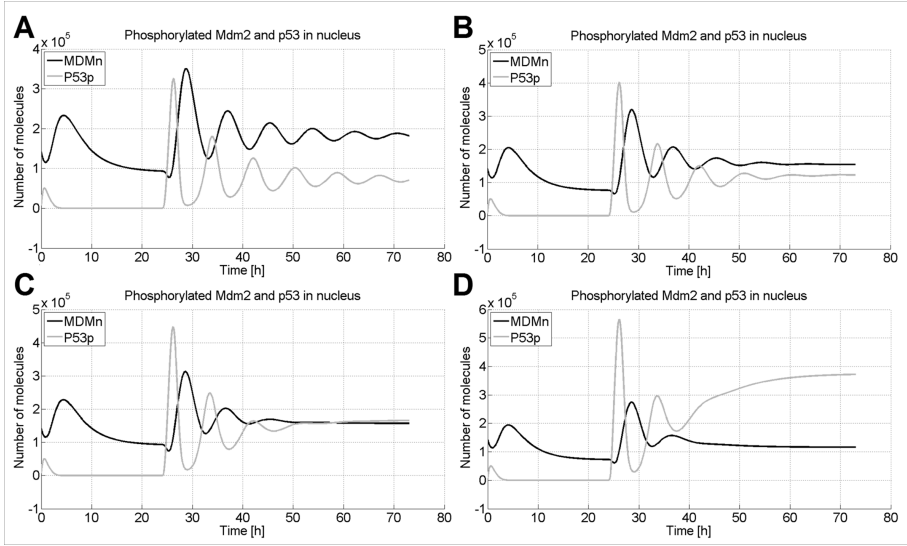 A
Phosphorylated Mdm2 and p53 in nucleus
x 10^5
MDMn
P53p
Number of molecules
4
3
2
1
0
-1
0 10 20 30 40 50 60 70 80
Time [h]
B
Phosphorylated Mdm2 and p53 in nucleus
x 10^5
MDMn
P53p
Number of molecules
5
4
3
2
1
0
-1
0 10 20 30 40 50 60 70 80
Time [h]
C
Phosphorylated Mdm2 and p53 in nucleus
x 10^5
MDMn
P53p
Number of molecules
5
4
3
2
1
0
-1
0 10 20 30 40 50 60 70 80
Time [h]
D
Phosphorylated Mdm2 and p53 in nucleus
x 10^5
MDMn
P53p
Number of molecules
6
5
4
3
2
1
0
-1
0 10 20 30 40 50 60 70 80
Time [h]